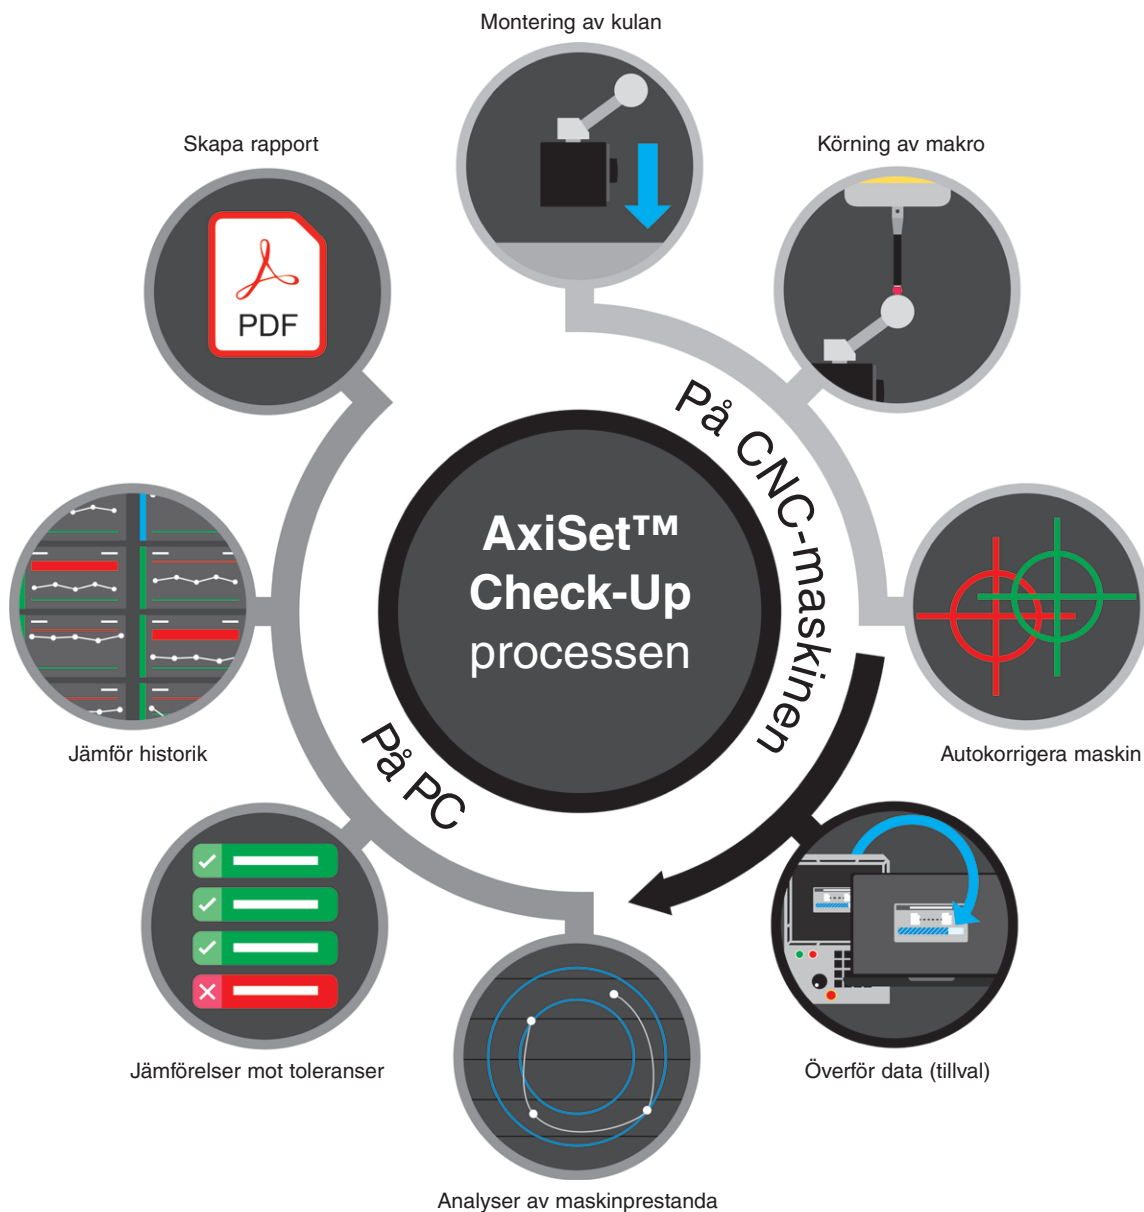 Montering av kulan
Skapa rapport
Körning av makro
PDF
På CNC-maskinen
AxiSet™
Check-Up
processen
På PC
Jämför historik
Autokorrigera maskin
Jämförelser mot toleranser
Överför data (tillval)
Analyser av maskinprestanda